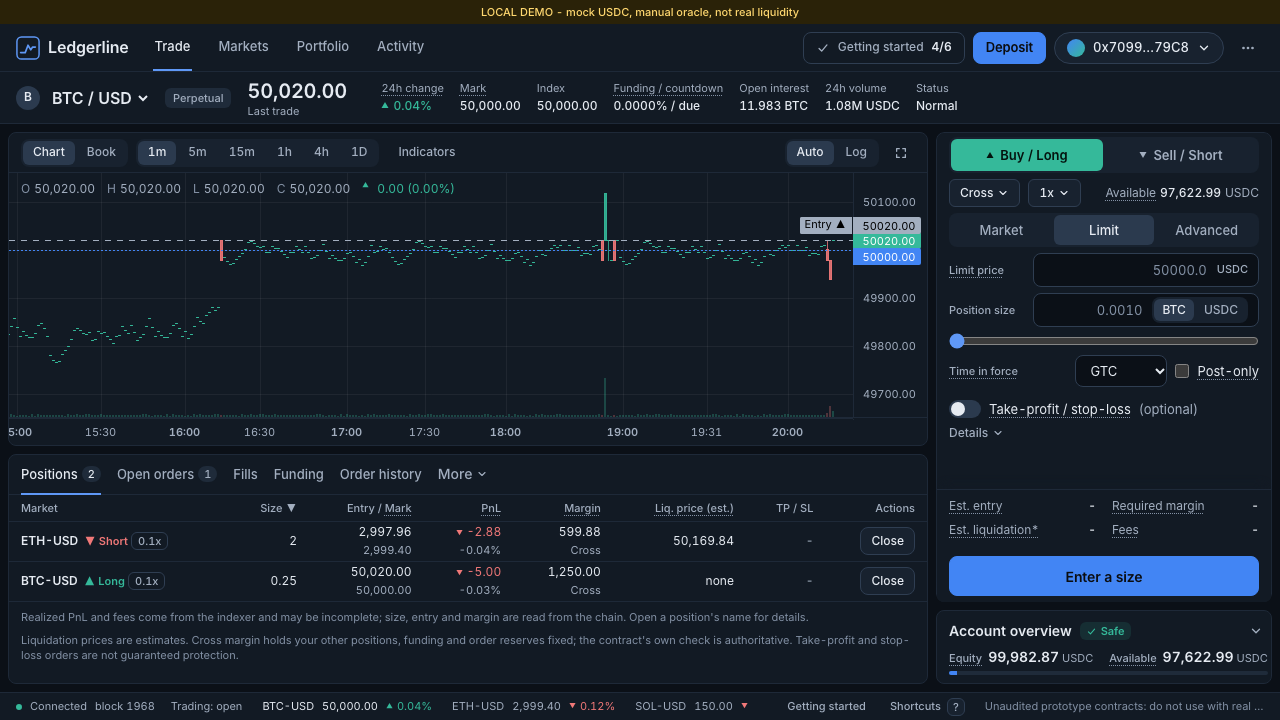 LOCAL DEMO - mock USDC, manual oracle, not real liquidity
Ledgerline Trade Markets Portfolio Activity Getting started 4/6 Deposit 0x7099...79C8
B BTC / USD Perpetual 50,020.00 Last trade
24h change 0.04%
Mark 50,000.00
Index 50,000.00
Funding / countdown 0.0000% / due
Open interest 11.983 BTC
24h volume 1.08M USDC
Status Normal
Chart Book 1m 5m 15m 1h 4h 1D Indicators Auto Log
O 50,020.00 H 50,020.00 L 50,020.00 C 50,020.00 0.00 (0.00%)
50100.00
Entry ▲ 50020.00
50020.00
50000.00
49900.00
49800.00
49700.00
5:00 15:30 16:00 16:30 17:00 17:30 18:00 19:00 19:31 20:00
Buy / Long Sell / Short
Cross 1x Available 97,622.99 USDC
Market Limit Advanced
Limit price 50000.0 USDC
Position size 0.0010 BTC USDC
Time in force GTC Post-only
Take-profit / stop-loss (optional)
Details
Est. entry - Required margin -
Est. liquidation* - Fees -
Enter a size
Positions 2 Open orders 1 Fills Funding Order history More
Market Size ▼ Entry / Mark PnL Margin Liq. price (est.) TP / SL Actions
ETH-USD ▼ Short 0.1x 2 2,997.96 ▼ -2.88 599.88 50,169.84 - Close
2,999.40 -0.04% Cross
BTC-USD ▲ Long 0.1x 0.25 50,020.00 ▼ -5.00 1,250.00 none - Close
50,000.00 -0.03% Cross
Realized PnL and fees come from the indexer and may be incomplete; size, entry and margin are read from the chain. Open a position's name for details.
Liquidation prices are estimates. Cross margin holds your other positions, funding and order reserves fixed; the contract's own check is authoritative. Take-profit and stop-
loss orders are not guaranteed protection.
Account overview Safe
Equity 99,982.87 USDC Available 97,622.99 USDC
Connected block 1968 Trading: open BTC-USD 50,000.00 ▲ 0.04% ETH-USD 2,999.40 ▼ 0.12% SOL-USD 150.00 ▼ Getting started Shortcuts ? Unaudited prototype contracts: do not use with real ...